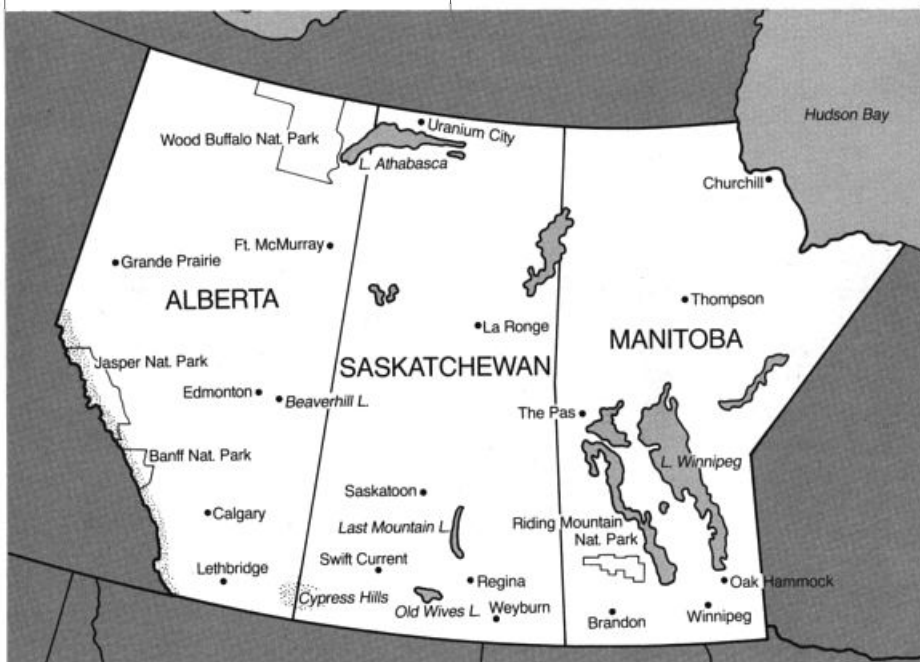 Hudson Bay
Uranium City
Wood Buffalo Nat. Park
L. Athabasca
Churchill
Ft. McMurray
Grande Prairie
ALBERTA
Thompson
La Ronge
MANITOBA
Jasper Nat. Park
SASKATCHEWAN
Edmonton
Beaverhill L.
The Pas
Banff Nat. Park
L. Winnipeg
Saskatoon
Calgary
Last Mountain L.
Riding Mountain
Nat. Park
Swift Current
Lethbridge
Regina
Oak Hammock
Cypress Hills
Old Wives L.
Weyburn
Brandon
Winnipeg